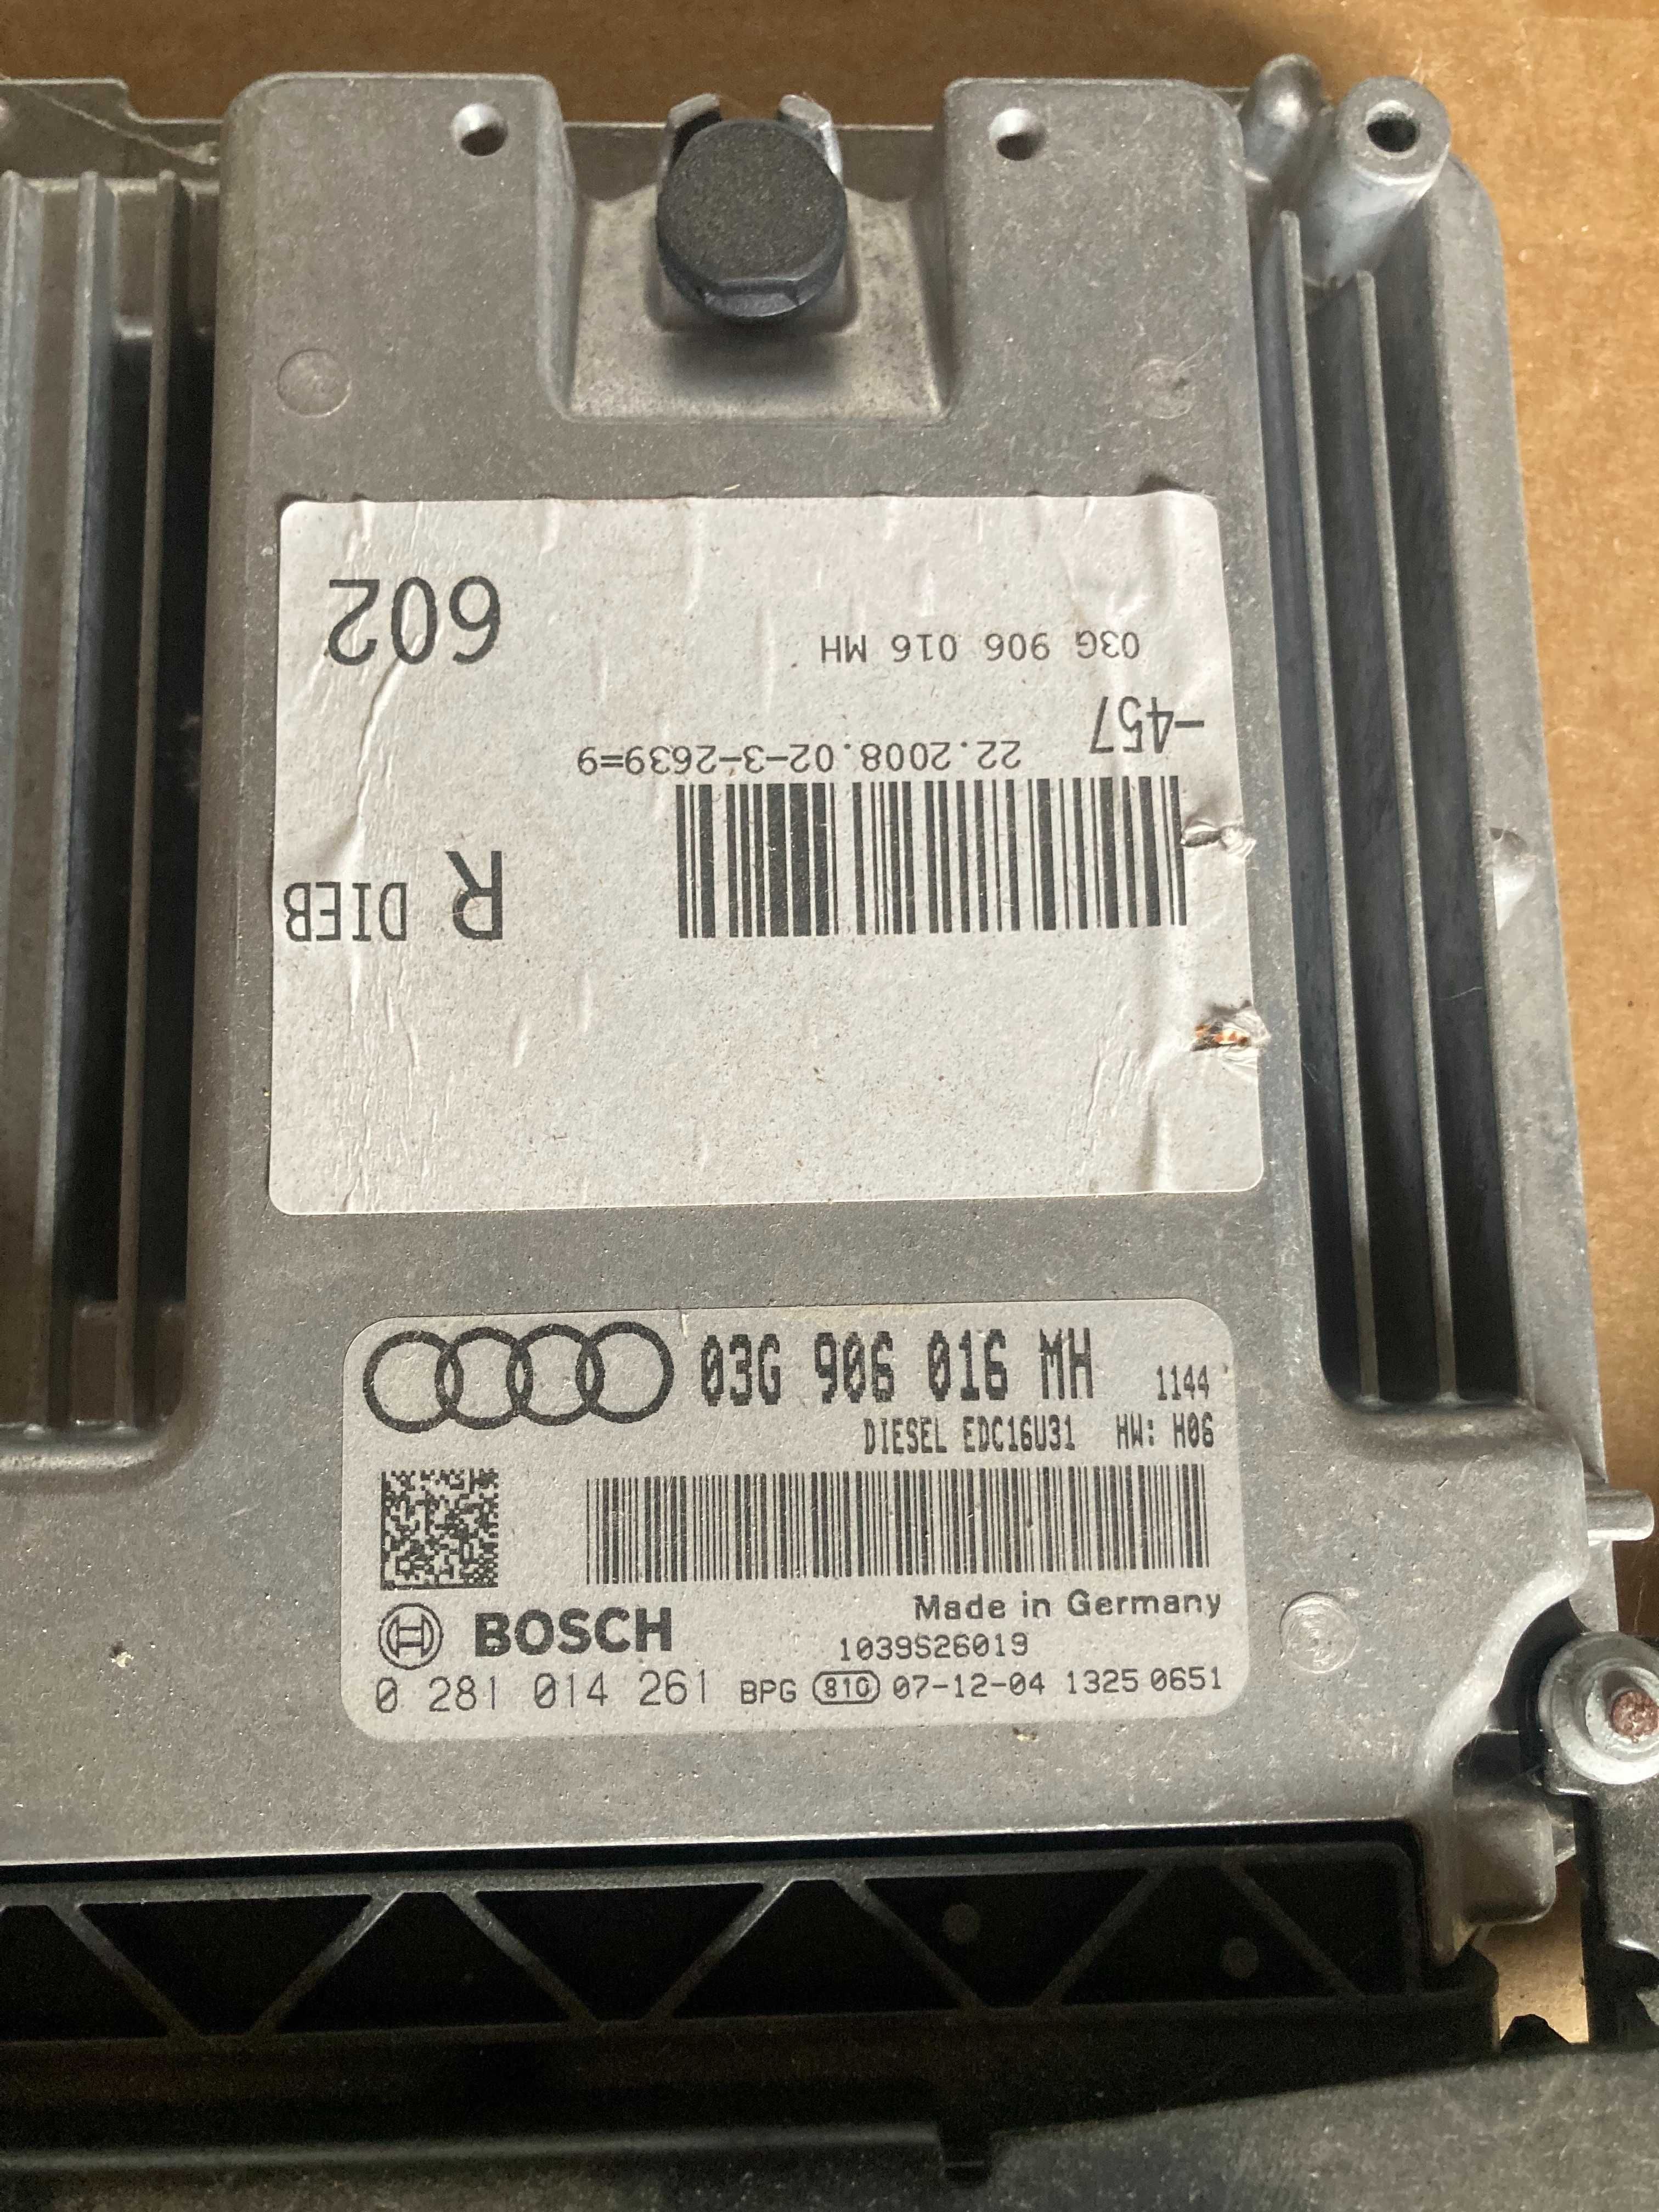 602
03G 906 016 MH
-457
22.2008.02-3-2639=9
R DIEB
03G 906 016 MH 1144
DIESEL EDC16U31 HW: H06
Made in Germany
BOSCH
1039S26019
0 281 014 261 BPG 810 07-12-04 1325 0651